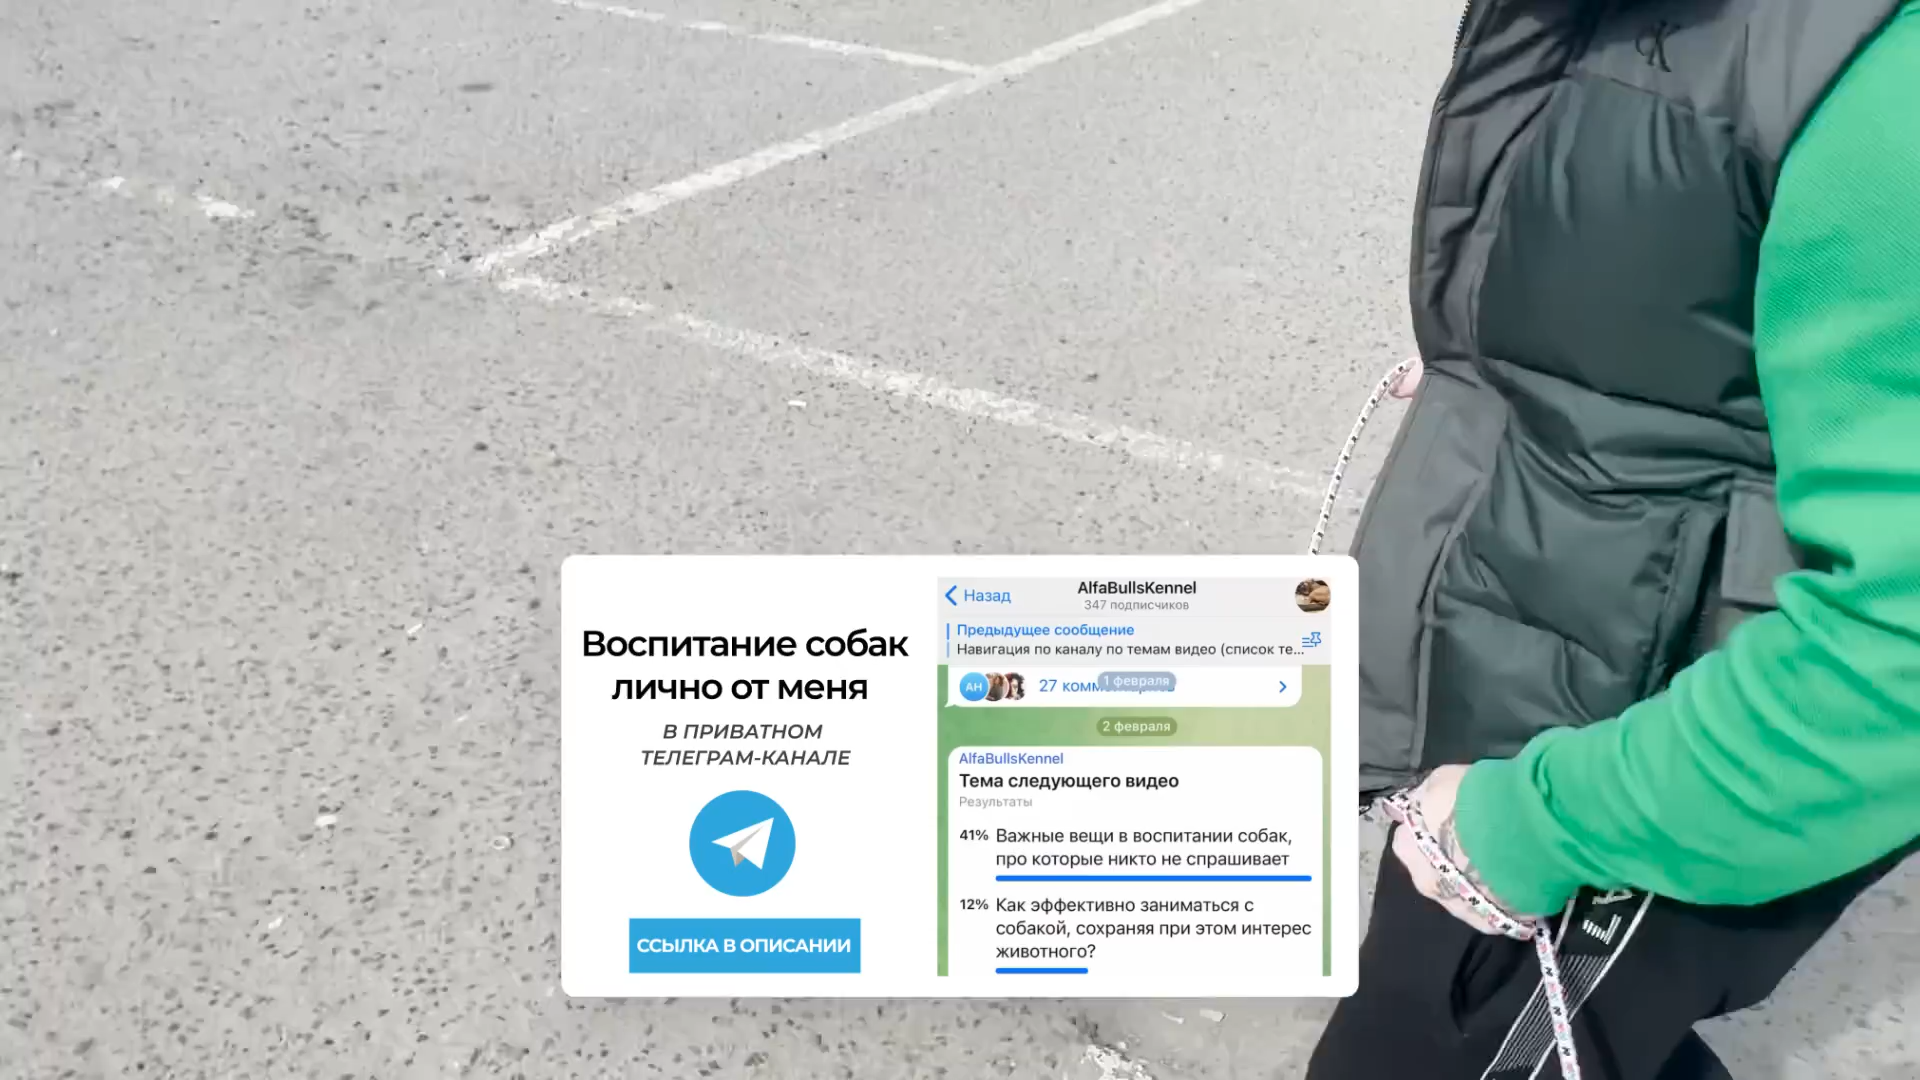 Воспитание собак
лично от меня
В ПРИВАТНОМ
ТЕЛЕГРАМ-КАНАЛЕ
ССЫЛКА В ОПИСАНИИ
Назад
AlfaBullsKennel
347 подписчиков
Предыдущее сообщение
Навигация по каналу по темам видео (список те...
АН
27
1 февраля
2 февраля
AlfaBullsKennel
Тема следующего видео
Результаты
41% Важные вещи в воспитании собак,
про которые никто не спрашивает
12% Как эффективно заниматься с
собакой, сохраняя при этом интерес
животного?